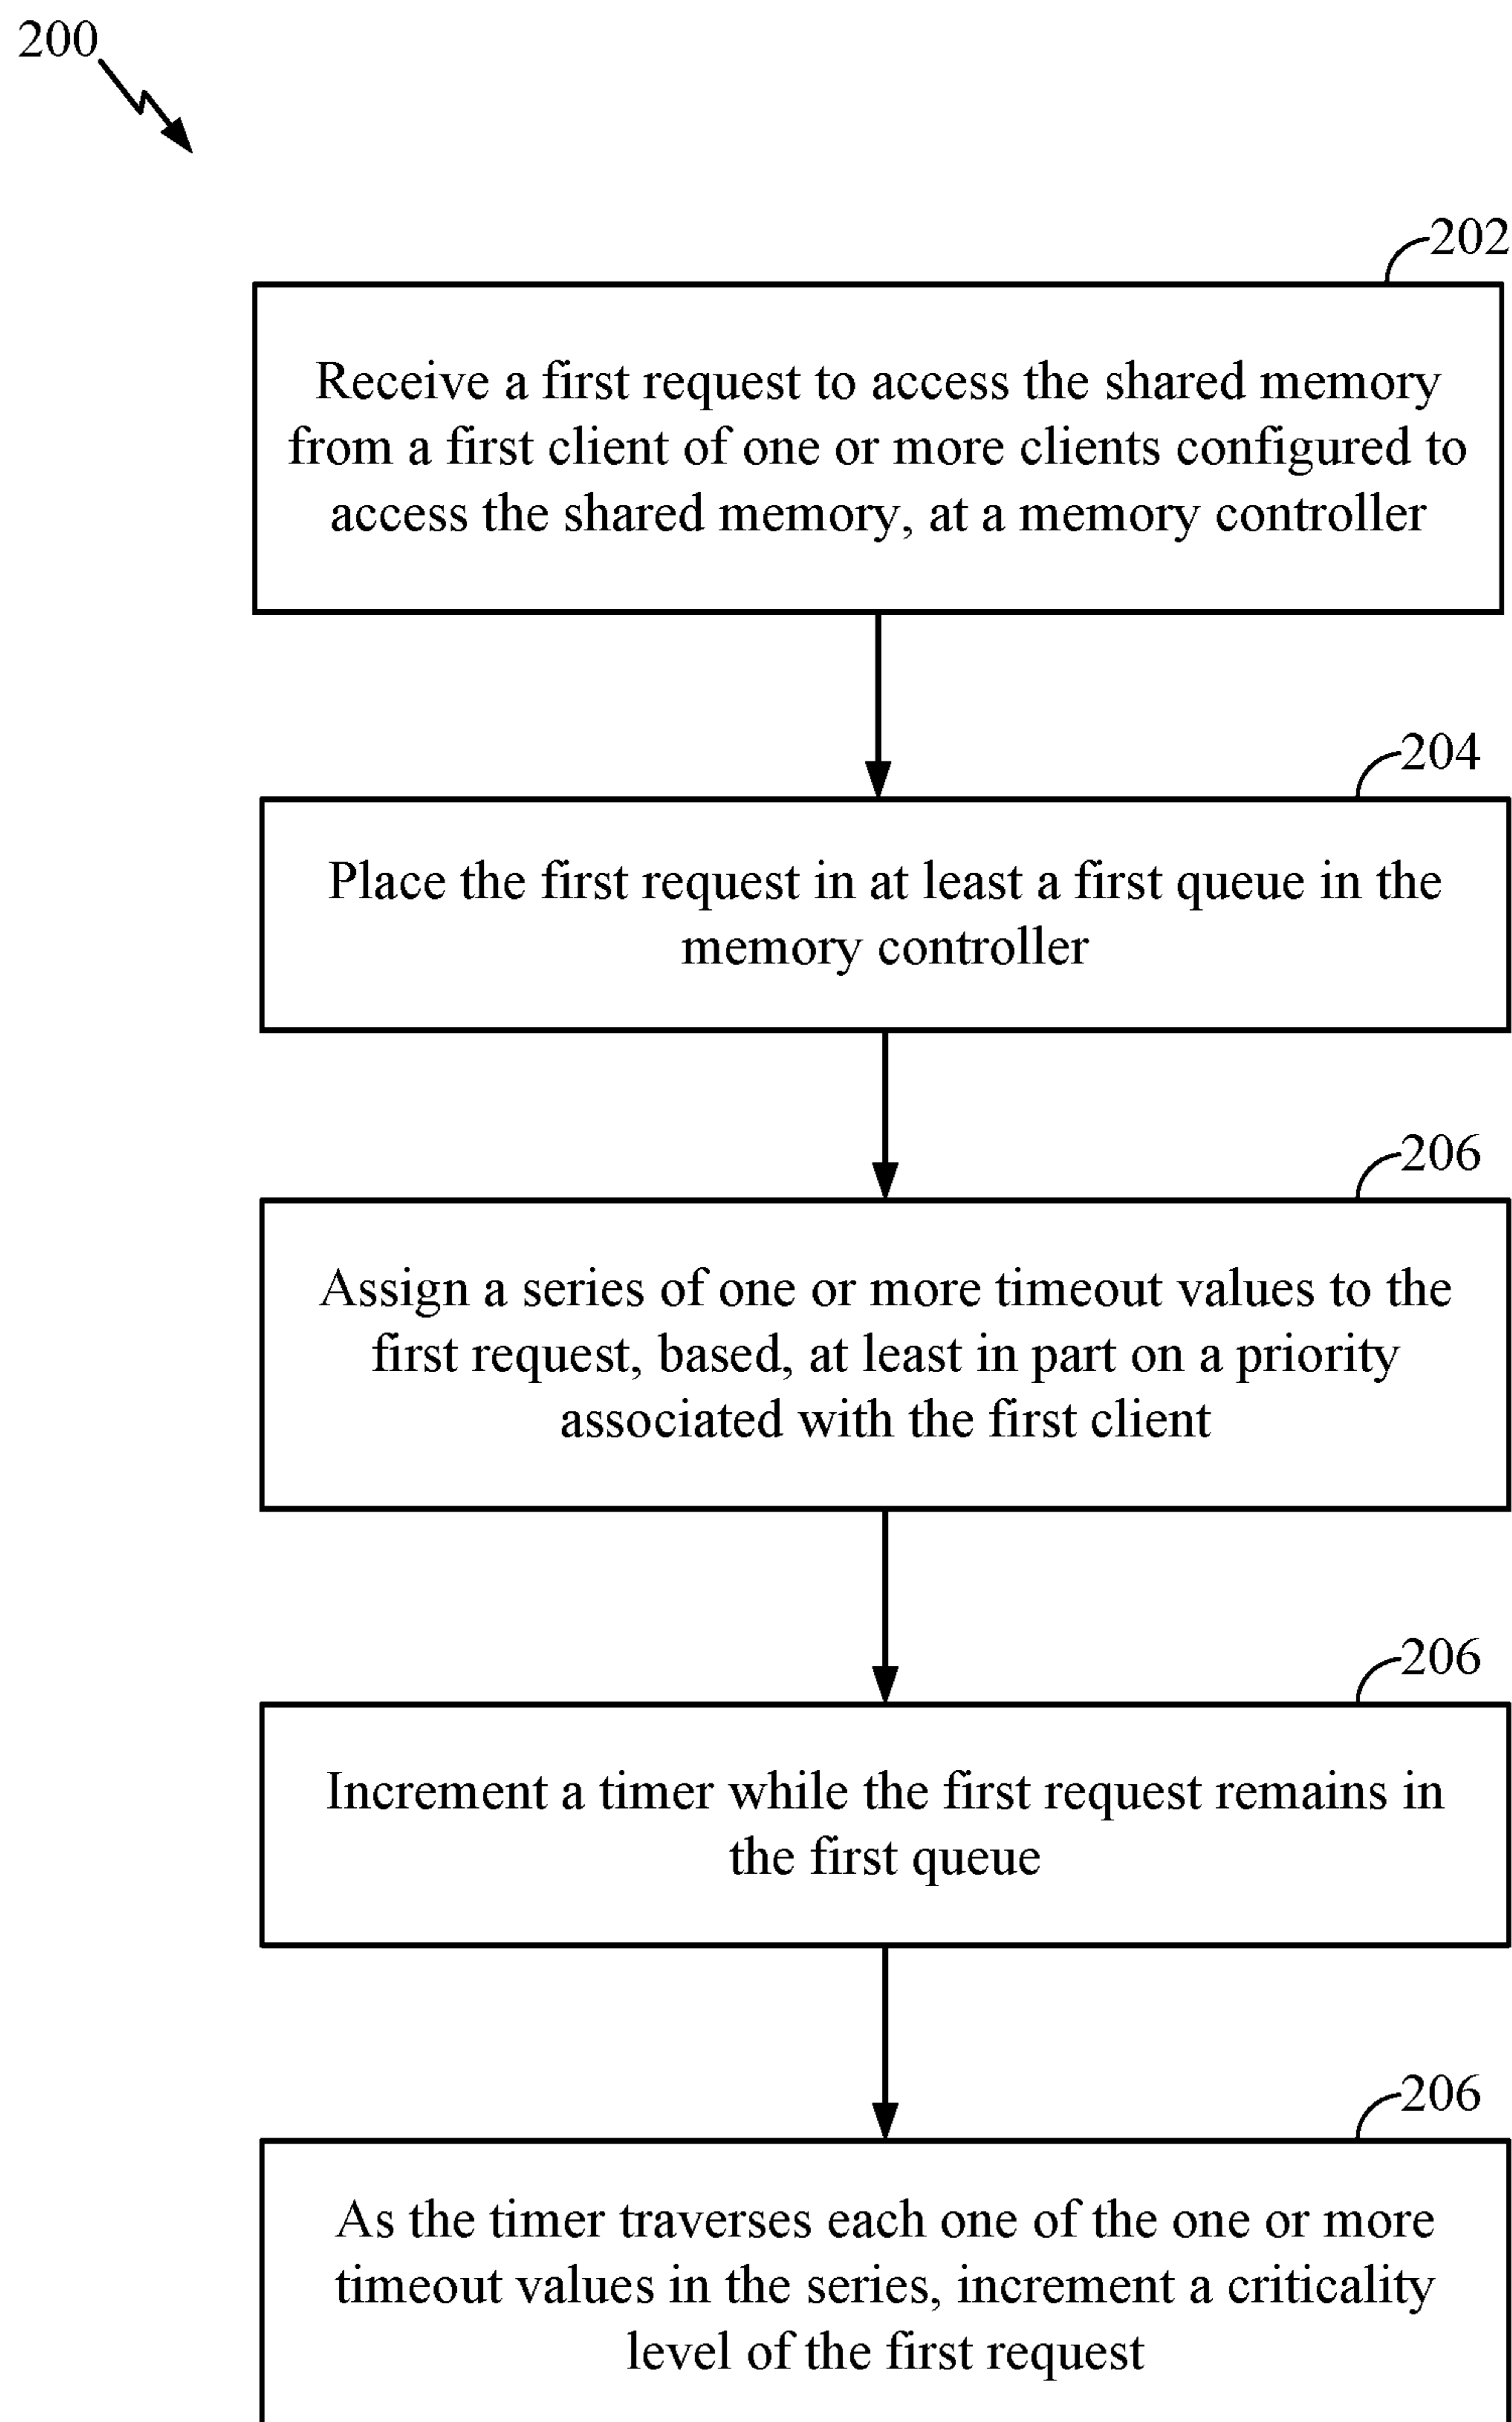 200
202
Receive a first request to access the shared memory
from a first client of one or more clients configured to
access the shared memory, at a memory controller
204
Place the first request in at least a first queue in the
memory controller
206
Assign a series of one or more timeout values to the
first request, based, at least in part on a priority
associated with the first client
206
Increment a timer while the first request remains in
the first queue
206
As the timer traverses each one of the one or more
timeout values in the series, increment a criticality
level of the first request